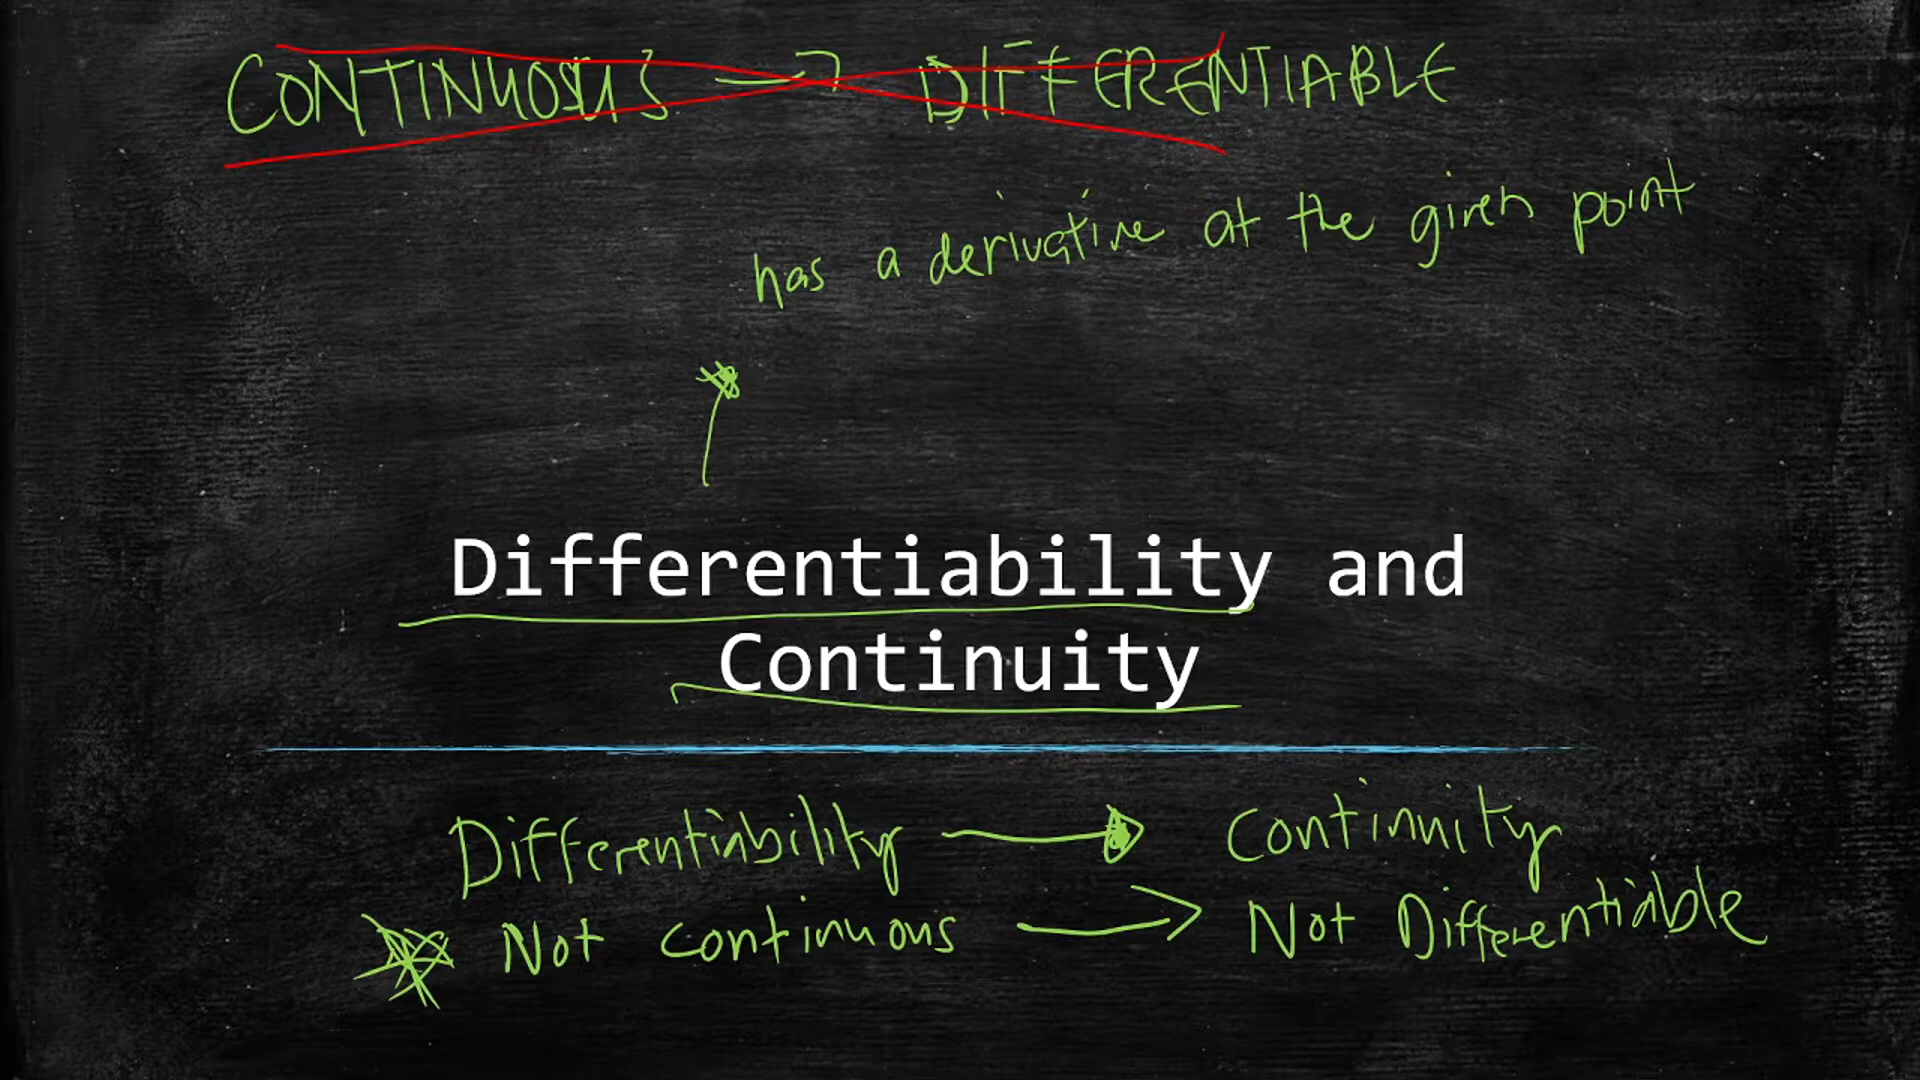 CONTINUOUS → DIFFERENTIABLE
has a derivative at the given point
Differentiability and
Continuity
Differentiability → Continuity
Not continuous → Not Differentiable